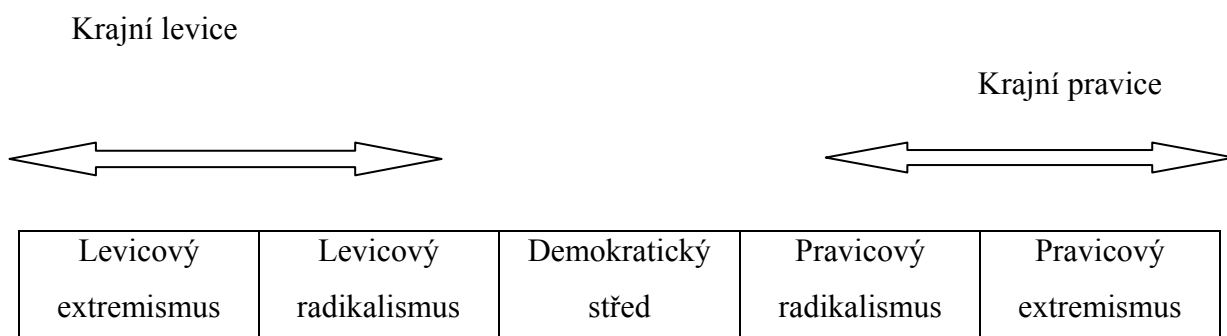 Krajní levice
Krajní pravice
Levicový extremismus
Levicový radikalismus
Demokratický střed
Pravicový radikalismus
Pravicový extremismus